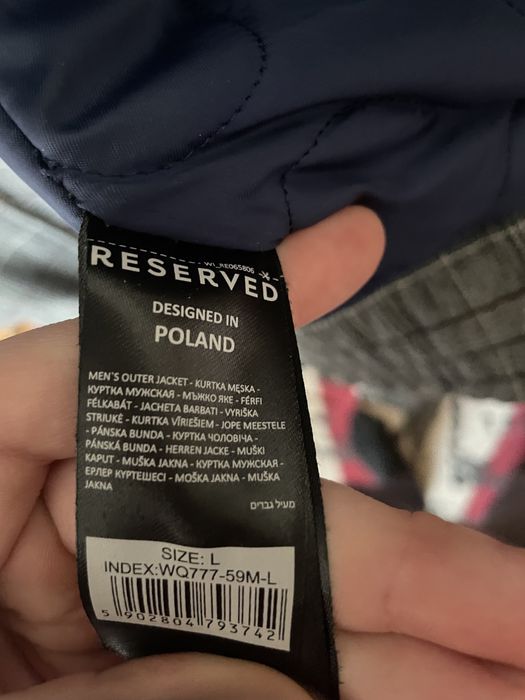 WI_RE065806
RESERVED
DESIGNED IN
POLAND
MEN'S OUTER JACKET - KURTKA MĘSKA -
КУРТКА МУЖСКАЯ - МЪЖКО ЯКЕ - FÉRFI
FÉLKABÁT - JACHETA BARBATI - VYRIŠKA
STRIUKĖ - KURTKA VĪRIEŠIEM - JOPE MEESTELE
- PÁNSKA BUNDA - КУРТКА ЧОЛОВІЧА -
PÁNSKÁ BUNDA - HERREN JACKE - MUŠKI
KAPUT - MUŠKA JAKNA - КУРТКА МУЖСКАЯ -
ЕРЛЕР КҮРТЕШЕСІ - MOŠKA JAKNA - MUŠKA
JAKNA
מעיל גברים
SIZE: L
INDEX:WQ777-59M-L
5 902804 793742